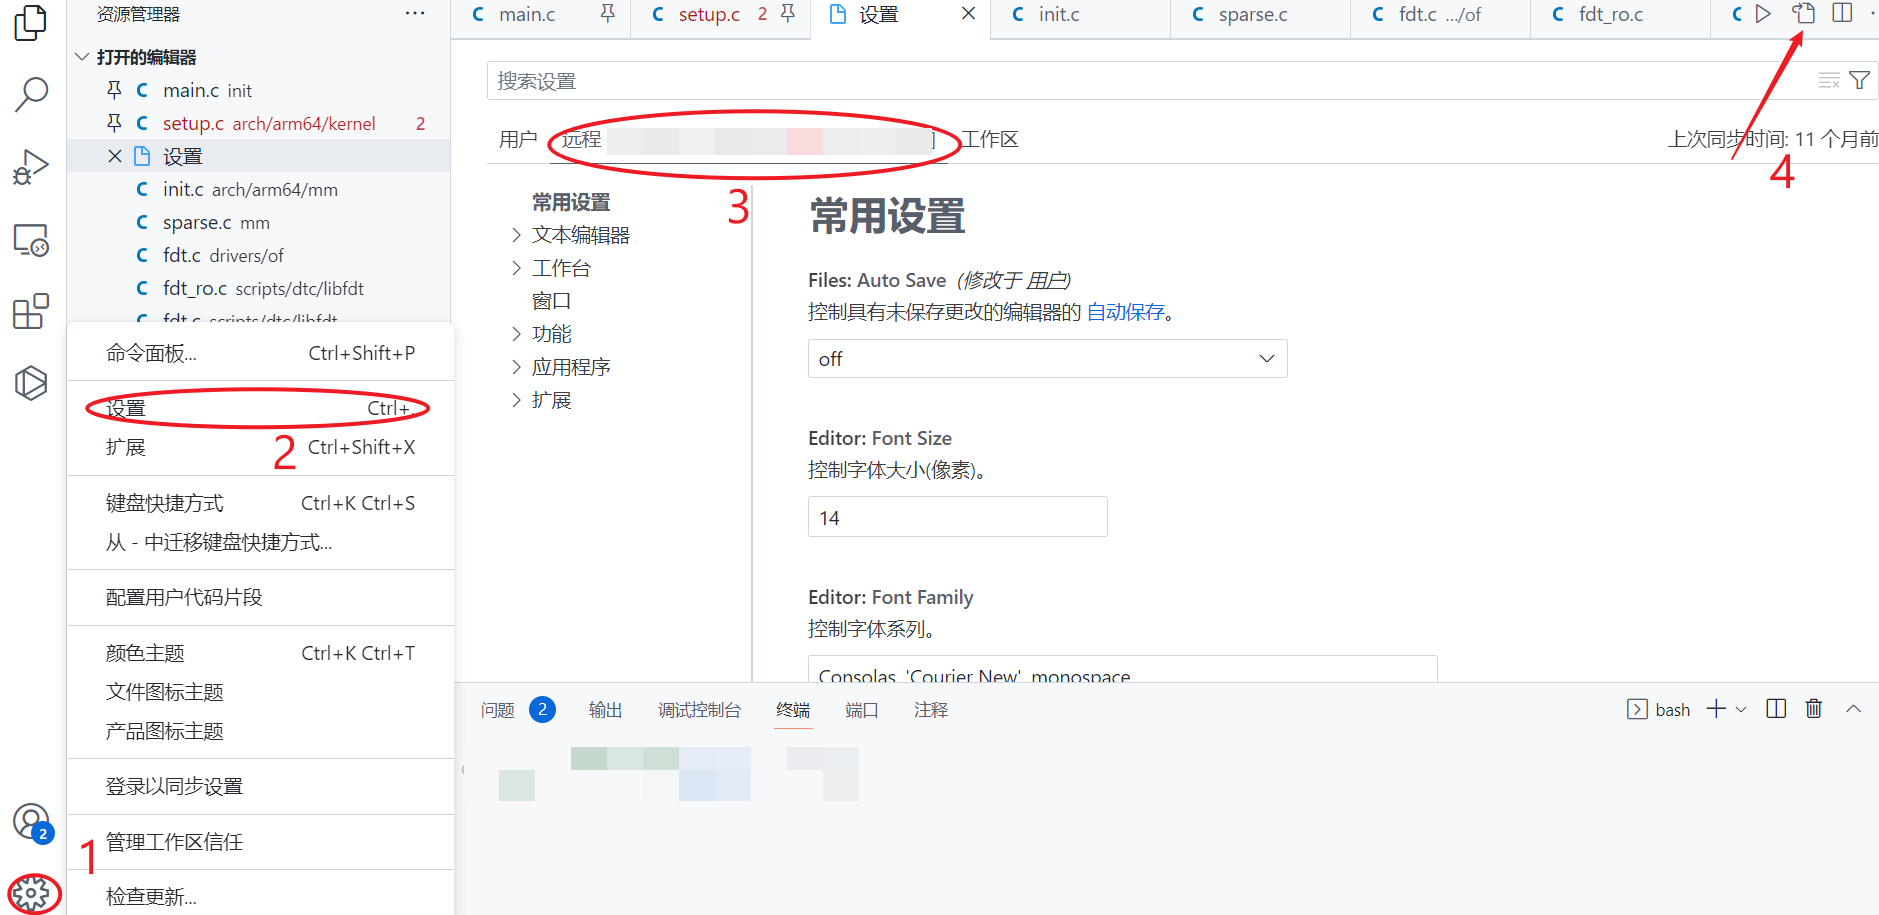 资源管理器
打开的编辑器
main.c init
setup.c arch/arm64/kernel 2
设置
init.c arch/arm64/mm
sparse.c mm
fdt.c drivers/of
fdt_ro.c scripts/dtc/libfdt
fdt.c scripts/dtc/libfdt
命令面板... Ctrl+Shift+P
设置 Ctrl+,
2
扩展 Ctrl+Shift+X
键盘快捷方式 Ctrl+K Ctrl+S
从 - 中迁移键盘快捷方式...
配置用户代码片段
颜色主题 Ctrl+K Ctrl+T
文件图标主题
产品图标主题
登录以同步设置
管理工作区信任
检查更新...
2
1
main.c setup.c 2 设置 init.c sparse.c fdt.c .../of fdt_ro.c
搜索设置
用户 远程 ] 工作区 上次同步时间: 11 个月前
3
4
常用设置
文本编辑器
工作台
窗口
功能
应用程序
扩展
常用设置
Files: Auto Save (修改于 用户)
控制具有未保存更改的编辑器的 自动保存。
off
Editor: Font Size
控制字体大小(像素)。
14
Editor: Font Family
控制字体系列。
Consolas, 'Courier New', monospace
问题 2 输出 调试控制台 终端 端口 注释 bash